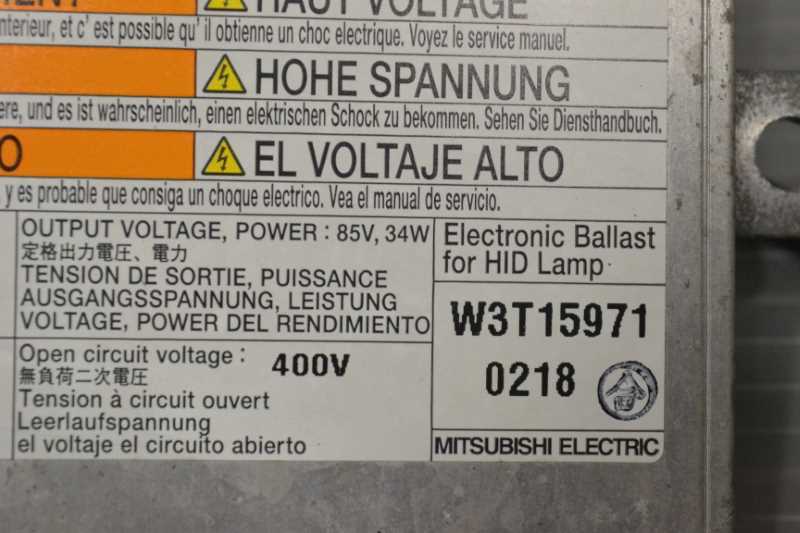 HAUT VOLTAGE
interieur, et c' est possible qu' il obtienne un choc electrique. Voyez le service manuel.
HOHE SPANNUNG
ere, und es ist wahrscheinlich, einen elektrischen Schock zu bekommen. Sehen Sie Diensthandbuch.
O
EL VOLTAJE ALTO
, y es probable que consiga un choque electrico. Vea el manual de servicio.
OUTPUT VOLTAGE, POWER : 85V, 34W
定格出力電圧、電力
TENSION DE SORTIE, PUISSANCE
AUSGANGSSPANNUNG, LEISTUNG
VOLTAGE, POWER DEL RENDIMIENTO
Open circuit voltage : 400V
無負荷二次電圧
Tension à circuit ouvert
Leerlaufspannung
el voltaje el circuito abierto
Electronic Ballast
for HID Lamp
W3T15971
0218
MITSUBISHI ELECTRIC